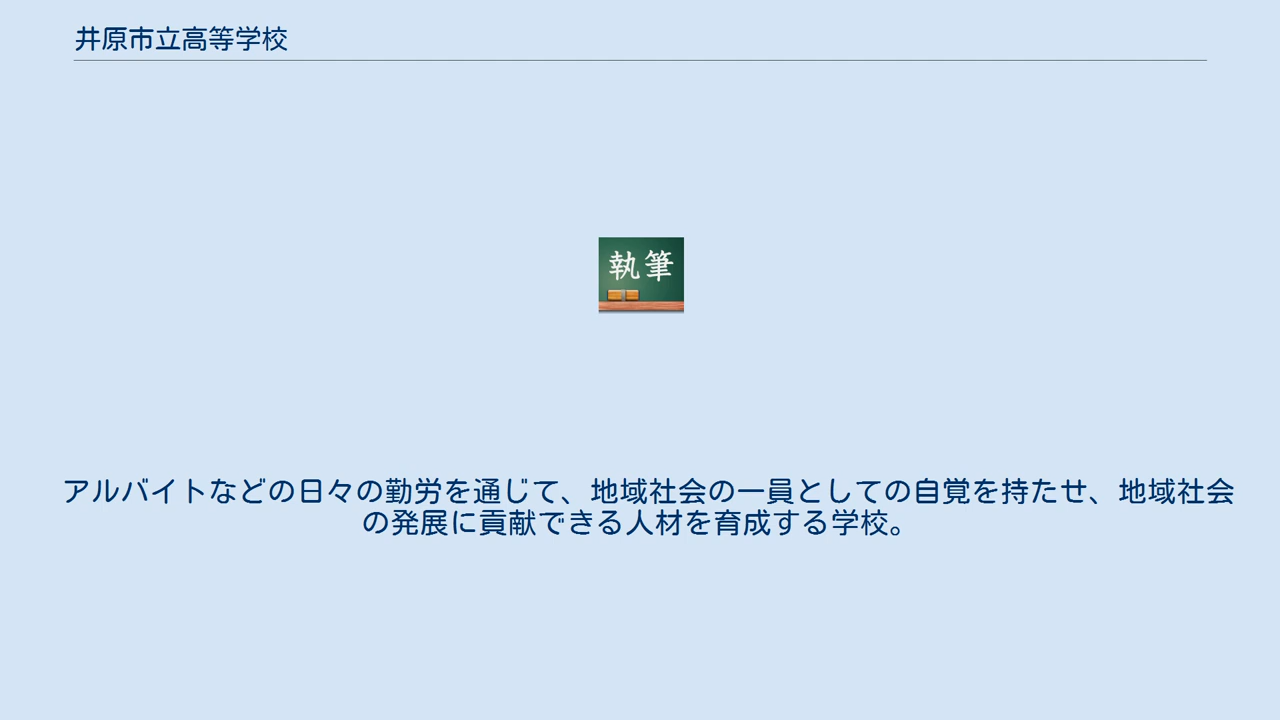 井原市立高等学校
執筆
アルバイトなどの日々の勤労を通じて、地域社会の一員としての自覚を持たせ、地域社会
の発展に貢献できる人材を育成する学校。